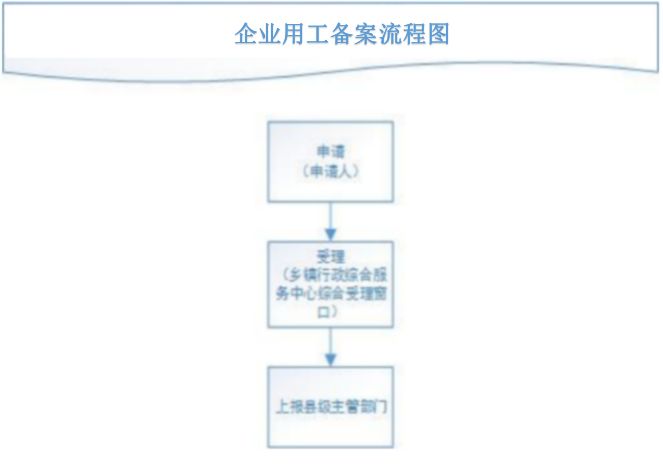 企业用工备案流程图
申请
（申请人）
受理
（乡镇行政综合服
务中心综合受理窗
口）
上报县级主管部门